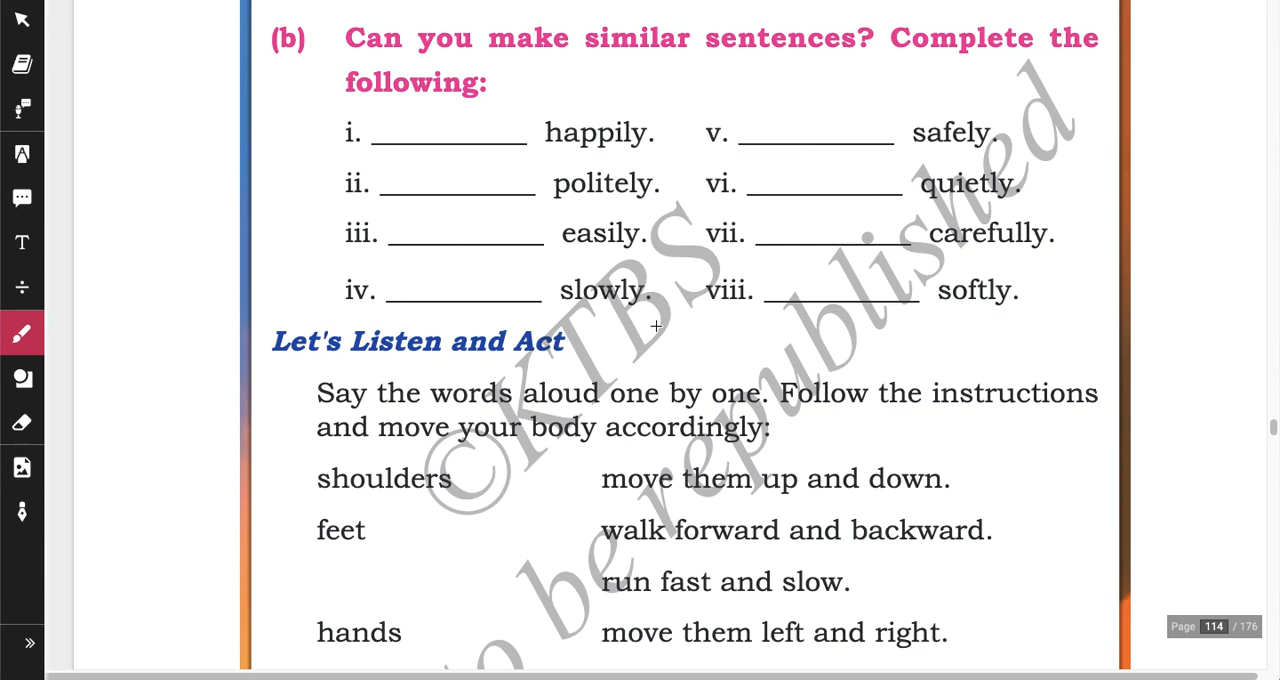 (b) Can you make similar sentences? Complete the
following:
i. ___________ happily. v. ___________ safely.
ii. ___________ politely. vi. ___________ quietly.
iii. ___________ easily. vii. ___________ carefully.
iv. ___________ slowly. viii. ___________ softly.
Let's Listen and Act
Say the words aloud one by one. Follow the instructions
and move your body accordingly:
shoulders move them up and down.
feet walk forward and backward.
run fast and slow.
hands move them left and right.
©KTBS
to be republished
Page 114 / 176